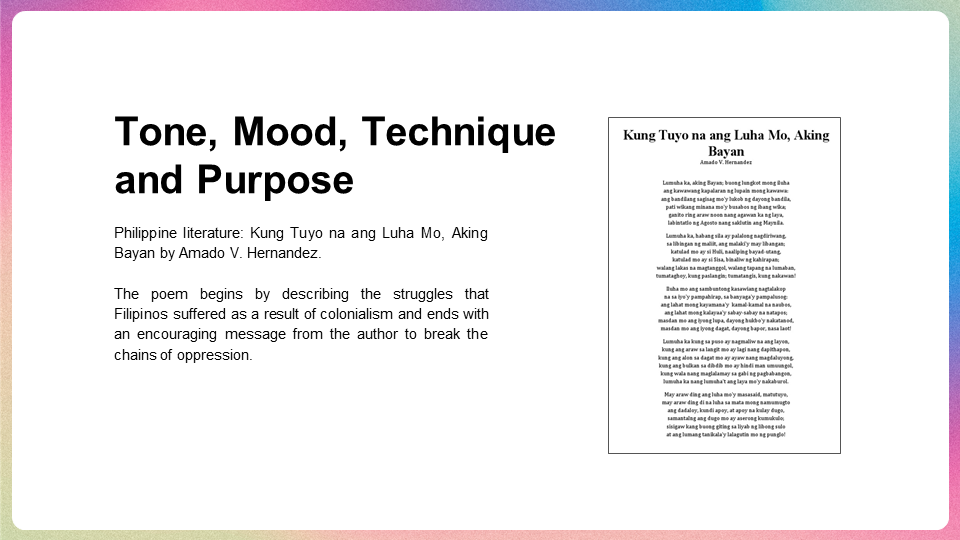 Tone, Mood, Technique
and Purpose
Philippine literature: Kung Tuyo na ang Luha Mo, Aking
Bayan by Amado V. Hernandez.
The poem begins by describing the struggles that
Filipinos suffered as a result of colonialism and ends with
an encouraging message from the author to break the
chains of oppression.
Kung Tuyo na ang Luha Mo, Aking
Bayan
Amado V. Hernandez
Lumuha ka, aking Bayan; buong lungkot mong iluha
ang kawawang kapalaran ng lupain mong kawawa:
ang bandilang sagisag mo'y lukob ng dayong bandila,
pati wikang minana mo'y busabos ng ibang wika;
ganito ring araw noon nang agawan ka ng laya,
labintatlo ng Agosto nang saklutin ang Maynila.
Lumuha ka, habang sila ay palalong nagdiriwang,
sa libingan ng maliit, ang malaki'y may libangan;
katulad mo ay si Huli, naaliping bayad-utang,
katulad mo ay si Sisa, binaliw ng kahirapan;
walang lakas na magtanggol, walang tapang na lumaban,
tumataghoy, kung paslangin; tumatangis, kung nakawan!
Iluha mo ang sambuntong kasawiang nagtalakop
na sa iyo'y pampahirap, sa banyaga'y pampalusog:
ang lahat mong kayamana'y kamal-kamal na naubos,
ang lahat mong kalayaa'y sabay-sabay na natapos;
masdan mo ang iyong lupa, dayong hukbo'y nakatanod,
masdan mo ang iyong dagat, dayong bapor, nasa laot!
Lumuha ka kung sa puso ay nagmaliw na ang layon,
kung ang araw sa langit mo ay lagi nang dapithapon,
kung ang alon sa dagat mo ay ayaw nang magdaluyong,
kung ang bulkan sa dibdib mo ay hindi man umuungol,
kung wala nang maglalamay sa gabi ng pagbabangon,
lumuha ka nang lumuha't ang laya mo'y nakaburol.
May araw ding ang luha mo'y masasaid, matutuyo,
may araw ding di na luha sa mata mong namumugto
ang dadaloy, kundi apoy, at apoy na kulay dugo,
samantalng ang dugo mo ay aserong kumukulo;
sisigaw kang buong giting sa liyab ng libong sulo
at ang lumang tanikala'y lalagutin mo ng punglo!